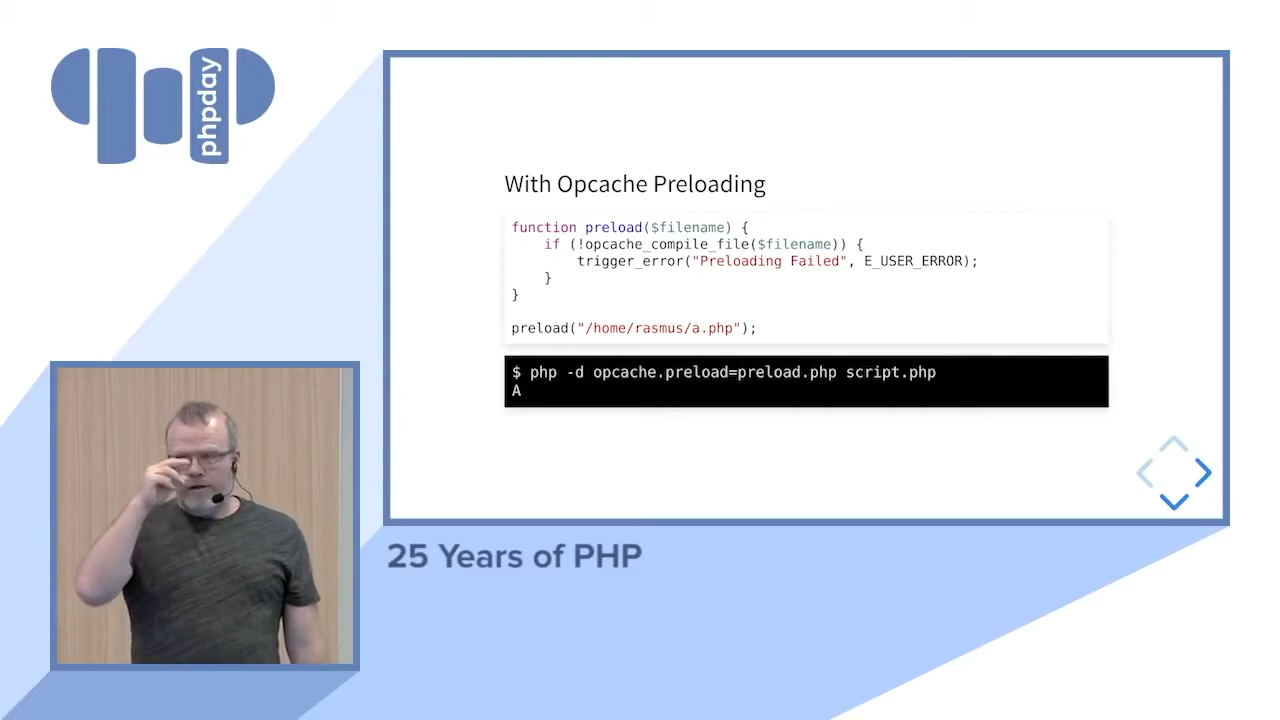 phpday
With Opcache Preloading
function preload($filename) {
    if (!opcache_compile_file($filename)) {
        trigger_error("Preloading Failed", E_USER_ERROR);
    }
}
preload("/home/rasmus/a.php");
$ php -d opcache.preload=preload.php script.php
A
25 Years of PHP